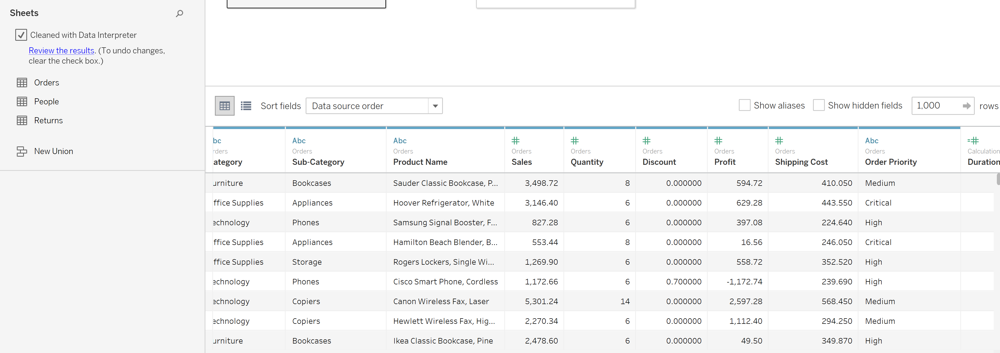 Sheets
Cleaned with Data Interpreter
Review the results. (To undo changes,
clear the check box.)
Orders
People
Returns
New Union
Sort fields Data source order Show aliases Show hidden fields 1,000 rows
bc Abc Abc Abc
rders Orders Orders Orders Orders Orders Orders Orders Orders Calculation
ategory Sub-Category Product Name Sales Quantity Discount Profit Shipping Cost Order Priority Duration
urniture Bookcases Sauder Classic Bookcase, P... 3,498.72 8 0.000000 594.72 410.050 Medium
ffice Supplies Appliances Hoover Refrigerator, White 3,146.40 6 0.000000 629.28 443.550 Critical
echnology Phones Samsung Signal Booster, F... 827.28 6 0.000000 397.08 224.640 High
ffice Supplies Appliances Hamilton Beach Blender, B... 553.44 8 0.000000 16.56 246.050 Critical
ffice Supplies Storage Rogers Lockers, Single Wi... 1,269.90 6 0.000000 558.72 352.520 High
echnology Phones Cisco Smart Phone, Cordless 1,172.66 6 0.700000 -1,172.74 239.690 High
echnology Copiers Canon Wireless Fax, Laser 5,301.24 14 0.000000 2,597.28 568.450 Medium
echnology Copiers Hewlett Wireless Fax, Hig... 2,270.34 6 0.000000 1,112.40 294.250 Medium
urniture Bookcases Ikea Classic Bookcase, Pine 2,478.60 6 0.000000 49.50 349.870 High